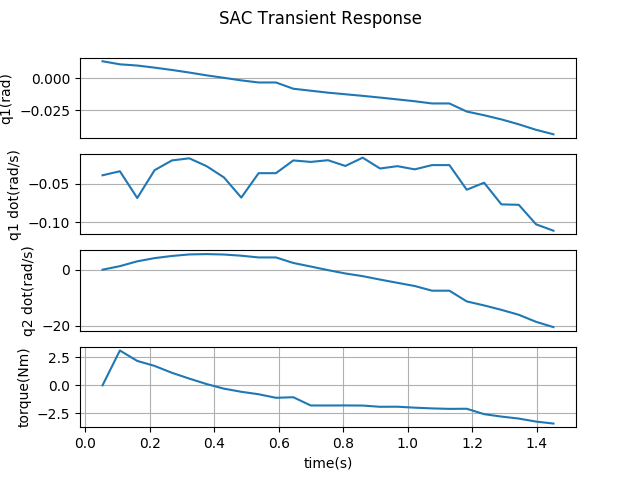 SAC Transient Response
q1(rad)
0.000
−0.025
q1 dot(rad/s)
−0.05
−0.10
q2 dot(rad/s)
0
−20
torque(Nm)
2.5
0.0
−2.5
0.0 0.2 0.4 0.6 0.8 1.0 1.2 1.4
time(s)